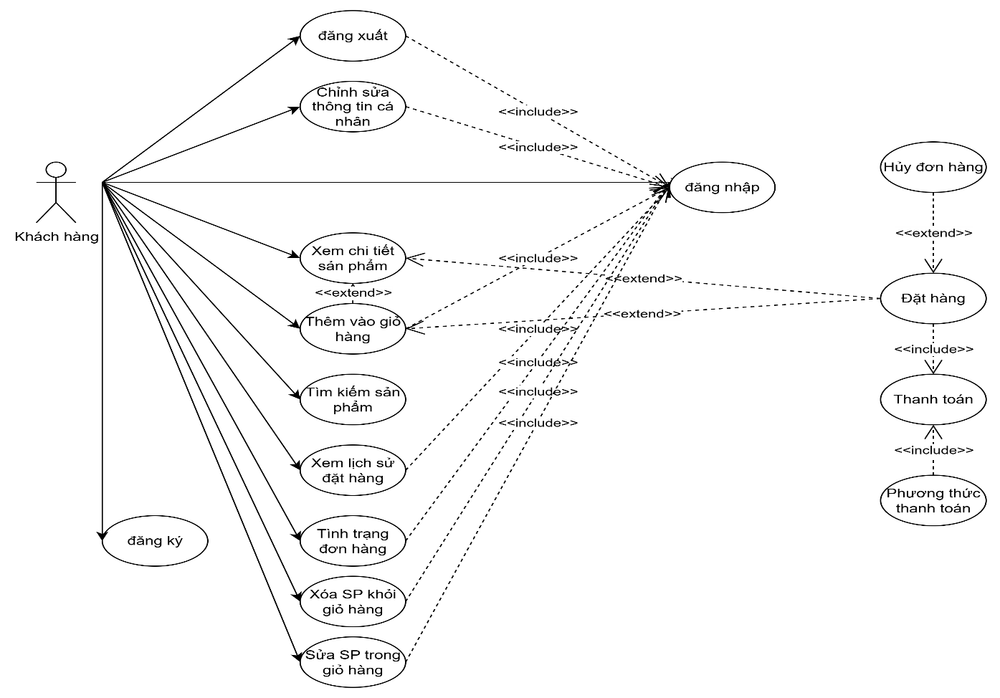 đăng xuất
Chỉnh sửa
thông tin cá
nhân
<<include>>
<<include>>
Khách hàng
đăng nhập
Hủy đơn hàng
<<extend>>
Xem chi tiết
sản phẩm
<<include>>
<<extend>>
<<extend>>
Đặt hàng
Thêm vào giỏ
hàng
<<extend>>
<<include>>
<<include>>
<<include>>
Tìm kiếm sản
phẩm
<<include>>
Thanh toán
<<include>>
<<include>>
Xem lịch sử
đặt hàng
Phương thức
thanh toán
đăng ký
Tình trạng
đơn hàng
Xóa SP khỏi
giỏ hàng
Sửa SP trong
giỏ hàng